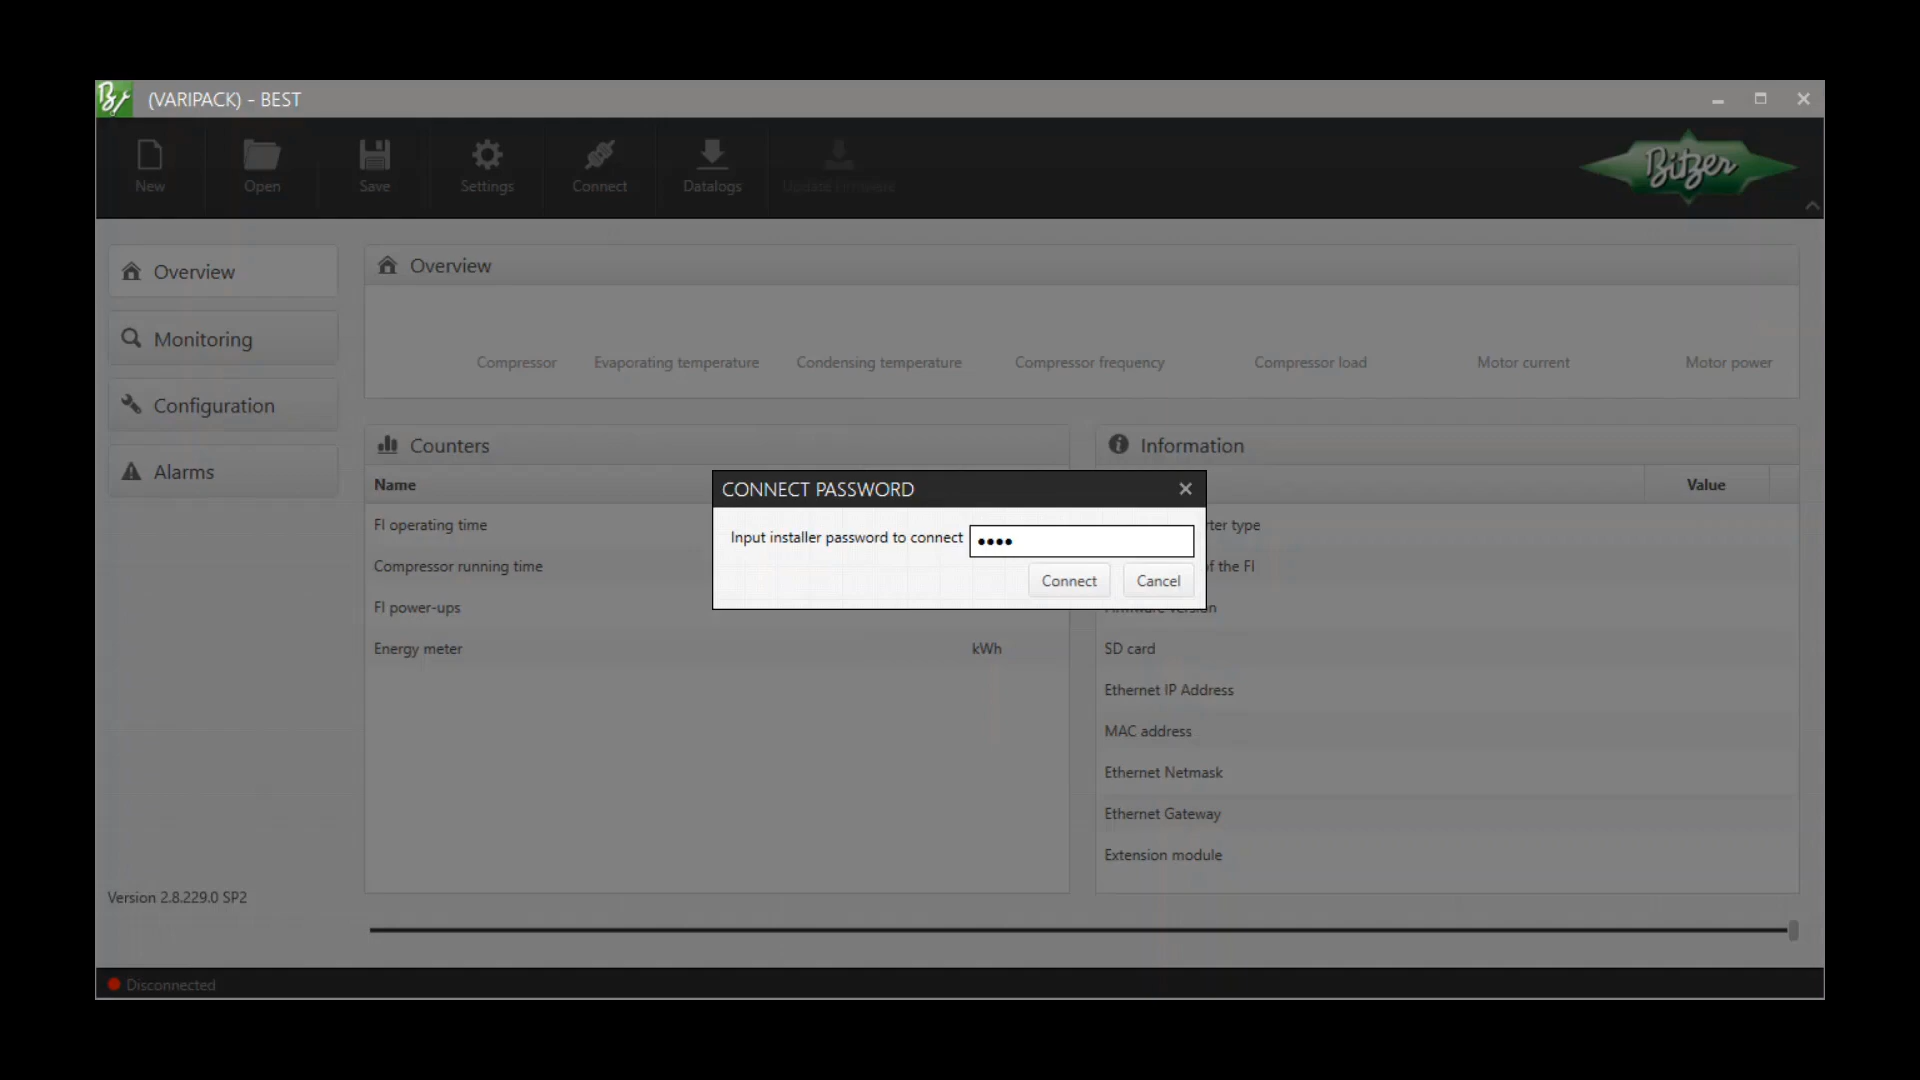 (VARIPACK) - BEST
New
Open
Save
Settings
Connect
Datalogs
Update Firmware
Bitzer
Overview
Monitoring
Configuration
Alarms
Version 2.8.229.0 SP2
Overview
Compressor
Evaporating temperature
Condensing temperature
Compressor frequency
Compressor load
Motor current
Motor power
Counters
Name
FI operating time
Compressor running time
FI power-ups
Energy meter kWh
CONNECT PASSWORD
Input installer password to connect ●●●●
Connect
Cancel
Information
Value
of the FI
SD card
Ethernet IP Address
MAC address
Ethernet Netmask
Ethernet Gateway
Extension module
Disconnected